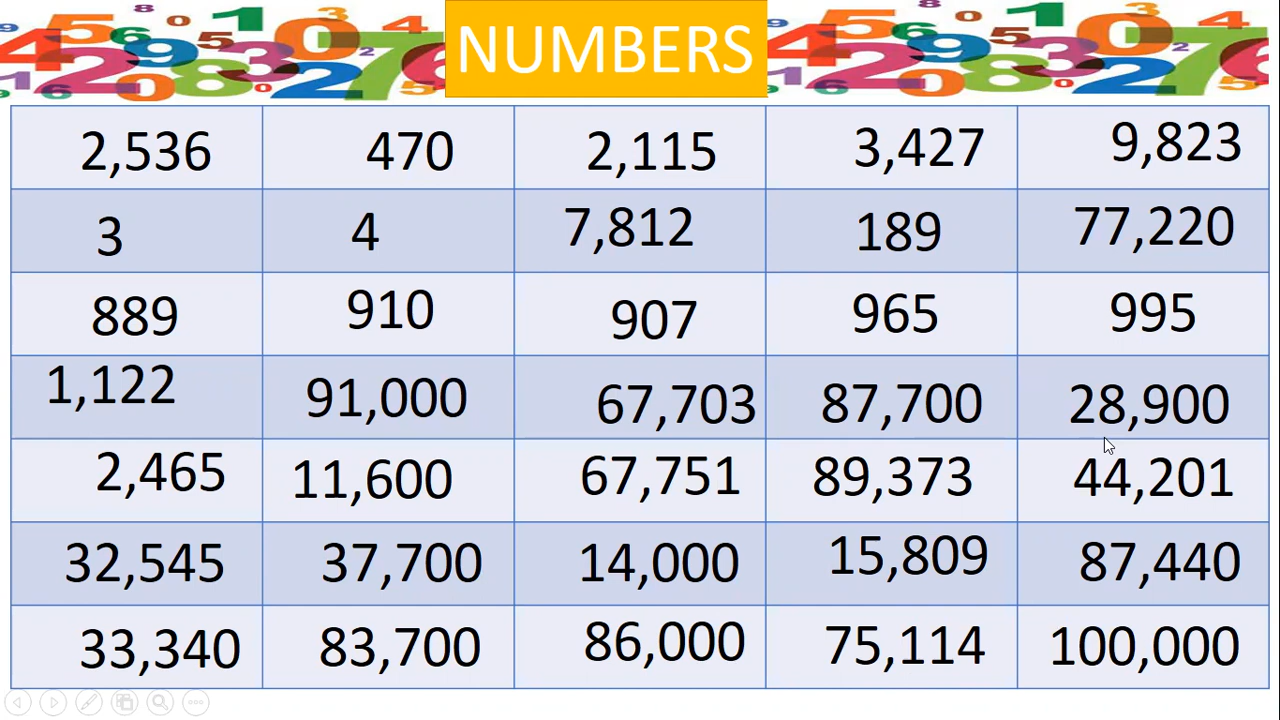 NUMBERS
2,536 470 2,115 3,427 9,823
3 4 7,812 189 77,220
889 910 907 965 995
1,122 91,000 67,703 87,700 28,900
2,465 11,600 67,751 89,373 44,201
32,545 37,700 14,000 15,809 87,440
33,340 83,700 86,000 75,114 100,000